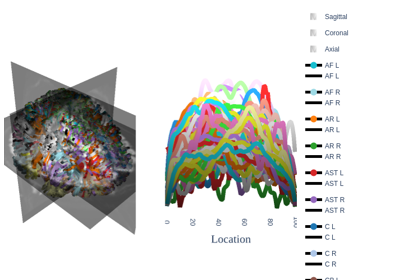 Sagittal
Coronal
Axial
AF L
AF L
AF R
AF R
AR L
AR L
AR R
AR R
AST L
AST L
AST R
AST R
C L
C L
C R
C R
0
20
40
60
80
Location